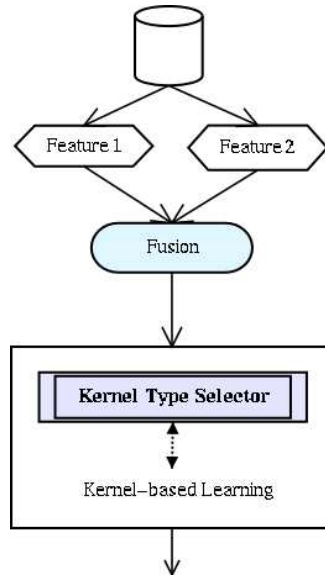 Feature 1
Feature 2
Fusion
Kernel Type Selector
Kernel-based Learning